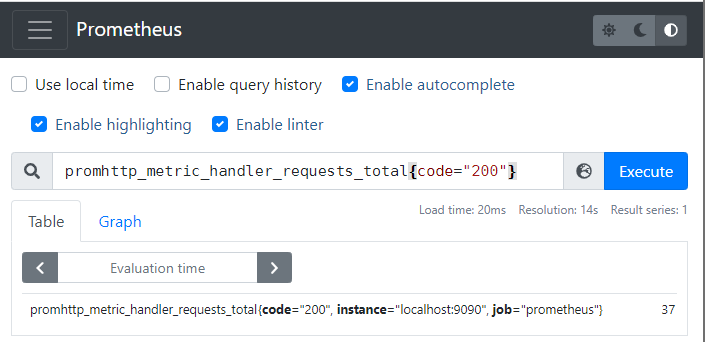 Prometheus
Use local time Enable query history Enable autocomplete
Enable highlighting Enable linter
promhttp_metric_handler_requests_total{code="200"} Execute
Load time: 20ms Resolution: 14s Result series: 1
Table Graph
Evaluation time
promhttp_metric_handler_requests_total{code="200", instance="localhost:9090", job="prometheus"} 37